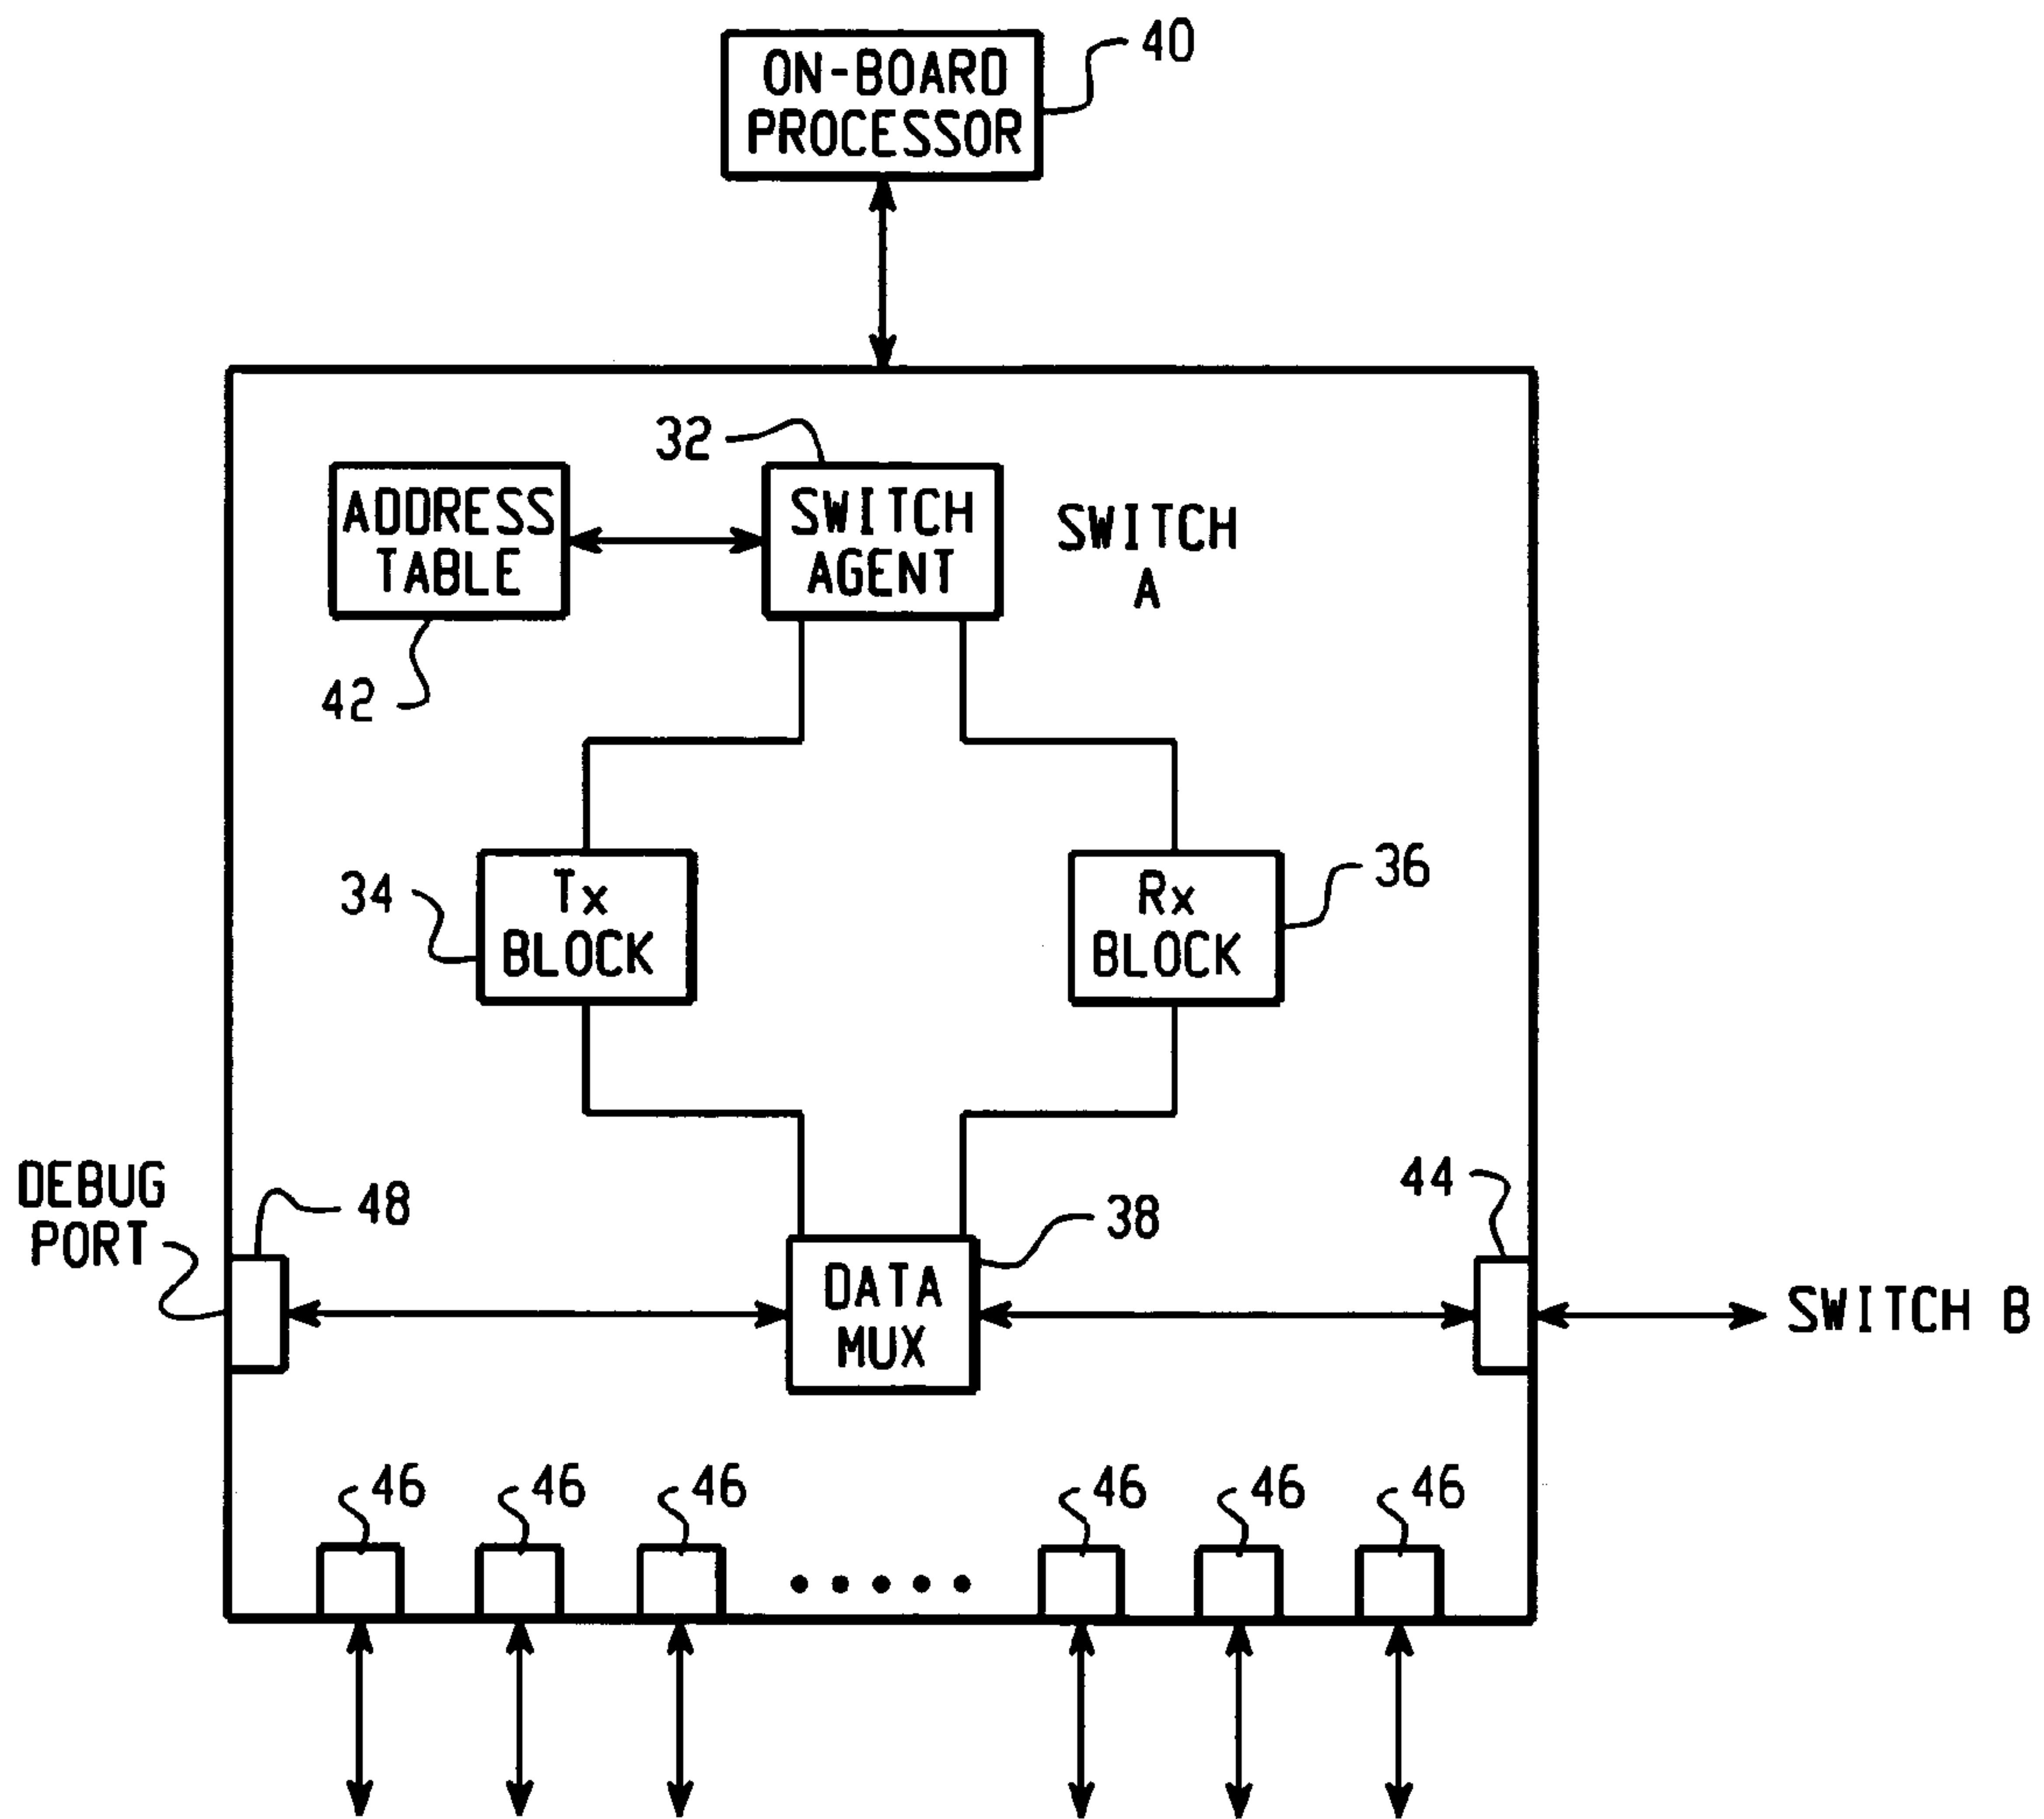 40
ON-BOARD
PROCESSOR
32
ADDRESS
TABLE
SWITCH
AGENT
SWITCH
A
42
34
Tx
BLOCK
Rx
BLOCK
36
DEBUG
PORT
48
38
44
DATA
MUX
SWITCH B
46
46
46
46
46
46